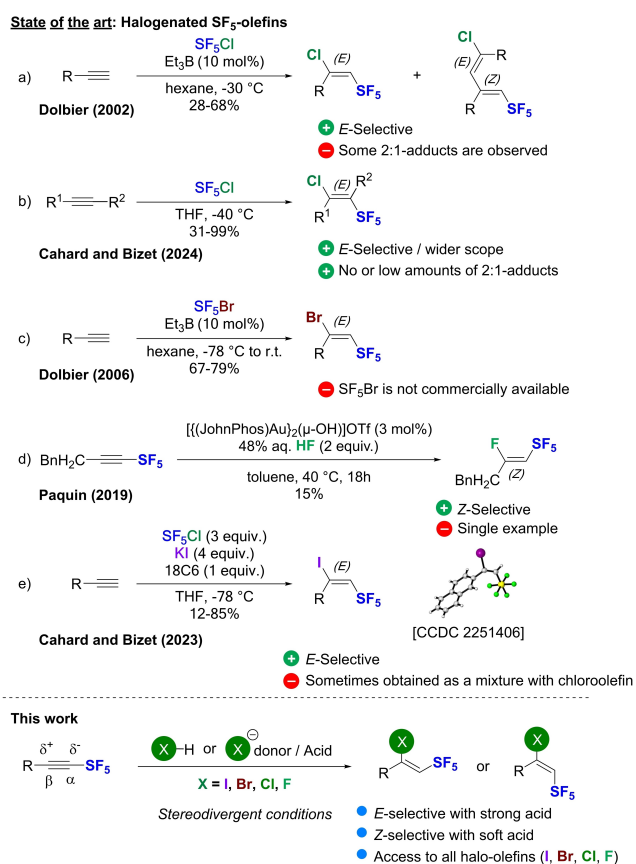 State of the art: Halogenated SF5-olefins
a)
R
SF5Cl
Et3B (10 mol%)
hexane, -30 °C
28-68%
Cl
(E)
R
SF5
+
Cl
R
(E)
(Z)
R
SF5
Dolbier (2002)
+ E-Selective
− Some 2:1-adducts are observed
b)
R1
R2
SF5Cl
THF, -40 °C
31-99%
Cl
R2
(E)
R1
SF5
Cahard and Bizet (2024)
+ E-Selective / wider scope
+ No or low amounts of 2:1-adducts
c)
R
SF5Br
Et3B (10 mol%)
hexane, -78 °C to r.t.
67-79%
Br
(E)
R
SF5
Dolbier (2006)
− SF5Br is not commercially available
d)
BnH2C
SF5
[{(JohnPhos)Au}2(μ-OH)]OTf (3 mol%)
48% aq. HF (2 equiv.)
toluene, 40 °C, 18h
15%
F
SF5
BnH2C
(Z)
Paquin (2019)
+ Z-Selective
− Single example
e)
R
SF5Cl (3 equiv.)
KI (4 equiv.)
18C6 (1 equiv.)
THF, -78 °C
12-85%
I
(E)
R
SF5
[CCDC 2251406]
Cahard and Bizet (2023)
+ E-Selective
− Sometimes obtained as a mixture with chloroolefin
This work
δ+ δ-
R
SF5
β α
X-H or X⊖ donor / Acid
X = I, Br, Cl, F
Stereodivergent conditions
X
R
SF5
or
X
R
SF5
E-selective with strong acid
Z-selective with soft acid
Access to all halo-olefins (I, Br, Cl, F)